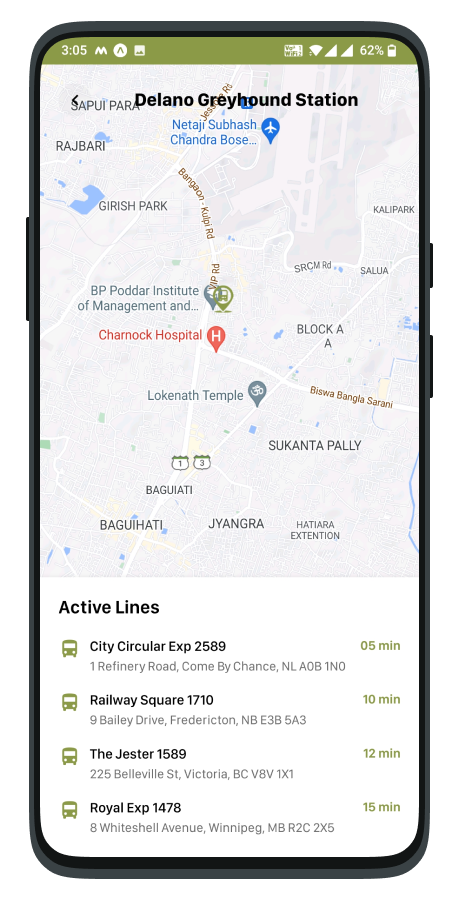 3:05
Vo1 WiFi2
62%
Delano Greyhound Station
SAPUI PARA
Jessore Rd
Netaji Subhash
Chandra Bose...
RAJBARI
Bangaon - Kulpi Rd
GIRISH PARK
KALIPARK
VIP Rd
SRCM Rd
SALUA
BP Poddar Institute
of Management and...
Charnock Hospital
H
BLOCK A
A
Lokenath Temple
ॐ
Biswa Bangla Sarani
SUKANTA PALLY
1
3
BAGUIATI
BAGUIHATI
JYANGRA
HATIARA
EXTENTION
Active Lines
City Circular Exp 2589
05 min
1 Refinery Road, Come By Chance, NL A0B 1N0
Railway Square 1710
10 min
9 Bailey Drive, Fredericton, NB E3B 5A3
The Jester 1589
12 min
225 Belleville St, Victoria, BC V8V 1X1
Royal Exp 1478
15 min
8 Whiteshell Avenue, Winnipeg, MB R2C 2X5